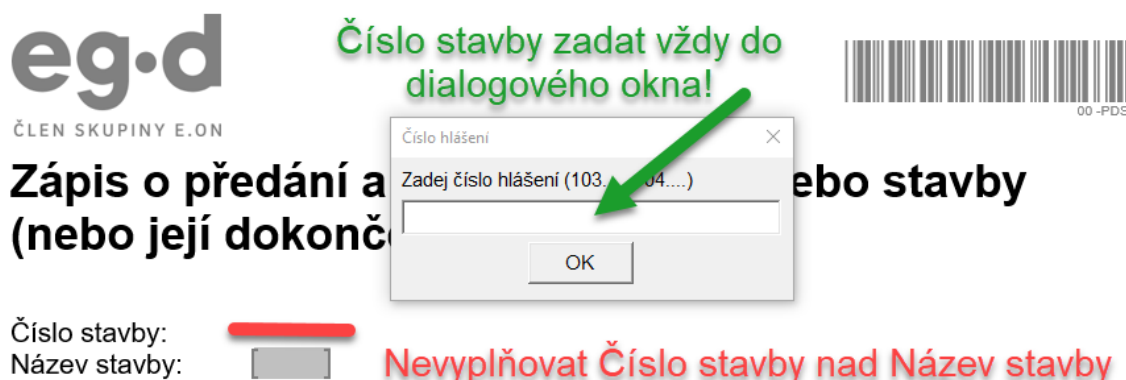 eg·d
ČLEN SKUPINY E.ON
Číslo stavby zadat vždy do
dialogového okna!
00 -PDS
Číslo hlášení
Zadej číslo hlášení (103. 04....)
OK
Zápis o předání a ebo stavby
(nebo její dokonč
Číslo stavby:
Název stavby:
Nevyplňovat Číslo stavby nad Název stavby